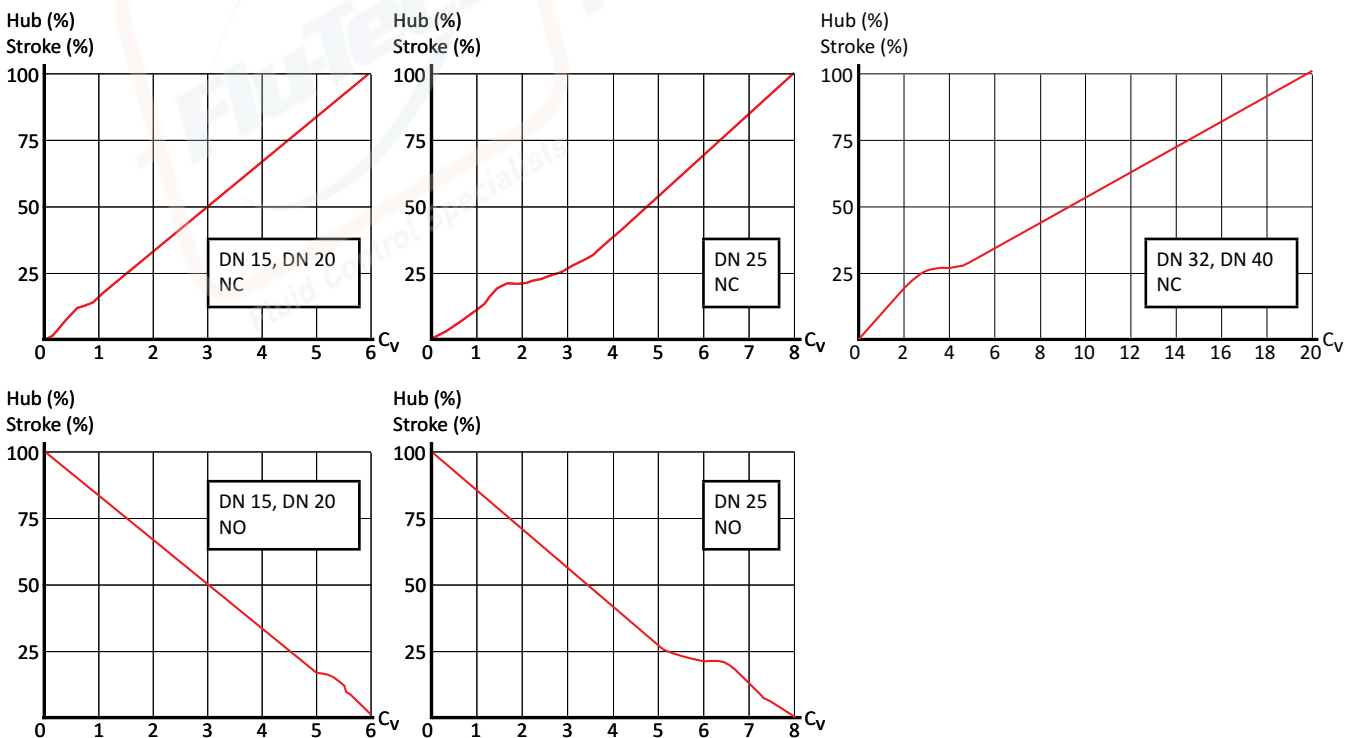 Hub (%)
Stroke (%)
100
75
50
25
0 1 2 3 4 5 6 Cv
DN 15, DN 20
NC
Hub (%)
Stroke (%)
100
75
50
25
0 1 2 3 4 5 6 7 8 Cv
DN 25
NC
Hub (%)
Stroke (%)
100
75
50
25
0 2 4 6 8 10 12 14 16 18 20 Cv
DN 32, DN 40
NC
Hub (%)
Stroke (%)
100
75
50
25
0 1 2 3 4 5 6 Cv
DN 15, DN 20
NO
Hub (%)
Stroke (%)
100
75
50
25
0 1 2 3 4 5 6 7 8 Cv
DN 25
NO
Fluid Control Specialists